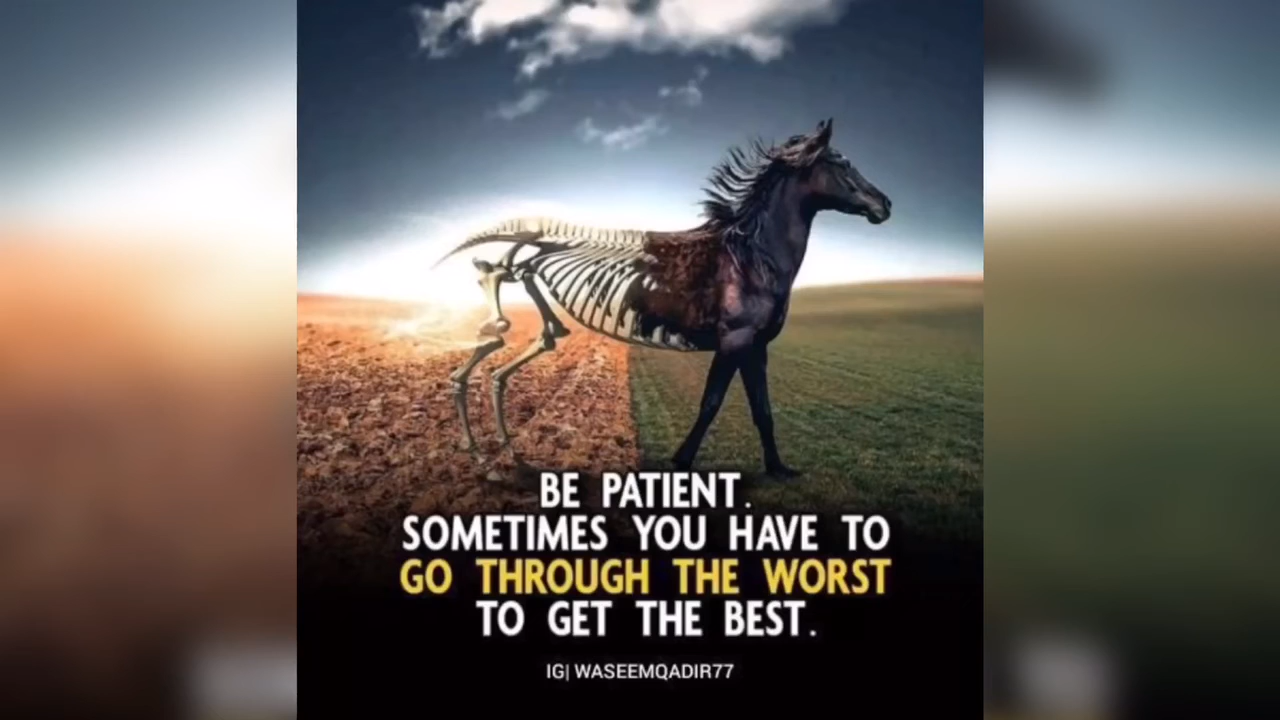 BE PATIENT.
SOMETIMES YOU HAVE TO
GO THROUGH THE WORST
TO GET THE BEST.
IG| WASEEMQADIR77